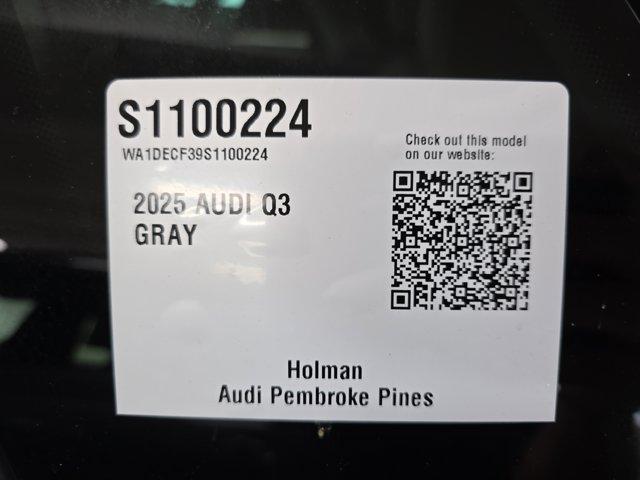 S1100224
WA1DECF39S1100224
Check out this model
on our website:
2025 AUDI Q3
GRAY
Holman
Audi Pembroke Pines